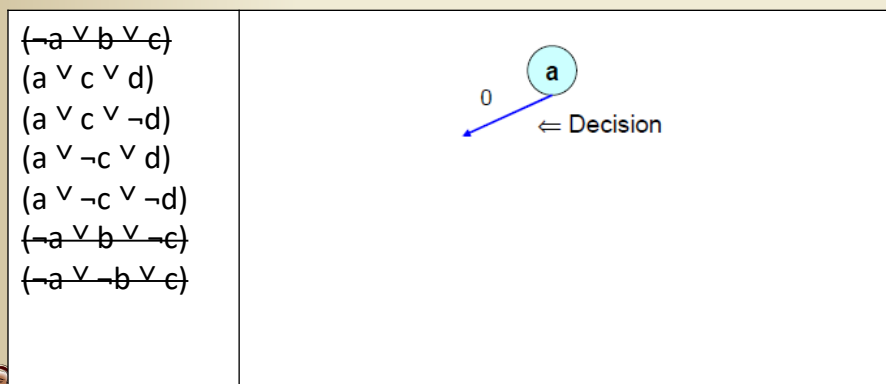 (¬a ∨ b ∨ c)
(a ∨ c ∨ d)
(a ∨ c ∨ ¬d)
(a ∨ ¬c ∨ d)
(a ∨ ¬c ∨ ¬d)
(¬a ∨ b ∨ ¬c)
(¬a ∨ ¬b ∨ c)
a
0
⇐ Decision